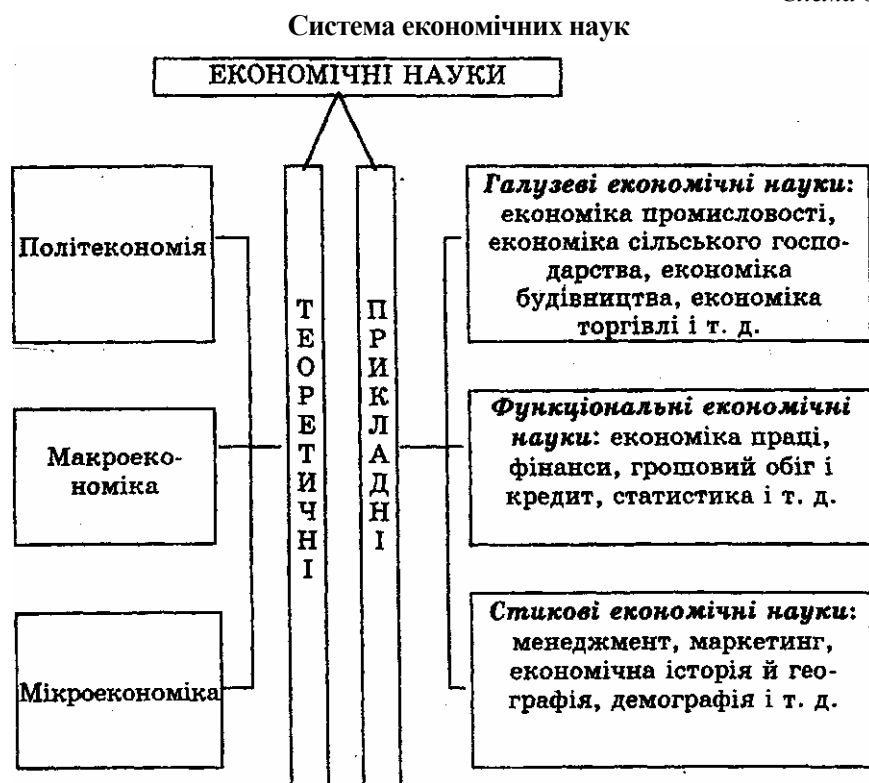 Система економічних наук
ЕКОНОМІЧНІ НАУКИ
Політекономія
Макроеко-
номіка
Мікроекономіка
ТЕОРЕТИЧНІ
ПРИКЛАДНІ
Галузеві економічні науки:
економіка промисловості,
економіка сільського госпо-
дарства, економіка
будівництва, економіка
торгівлі і т. д.
Функціональні економічні
науки: економіка праці,
фінанси, грошовий обіг і
кредит, статистика і т. д.
Стикові економічні науки:
менеджмент, маркетинг,
економічна історія й гео-
графія, демографія і т. д.